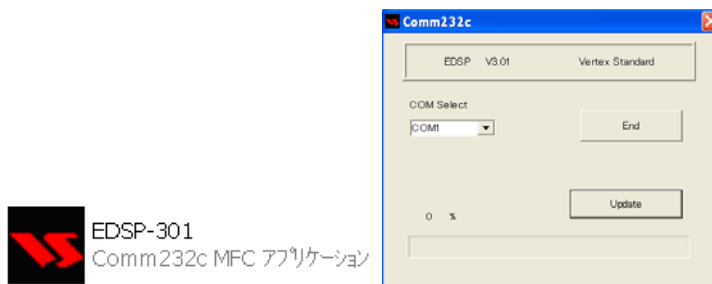 EDSP-301
Comm232c MFC アプリケーション
Comm232c
EDSP V3.01 Vertex Standard
COM Select
COM1
End
Update
0 %